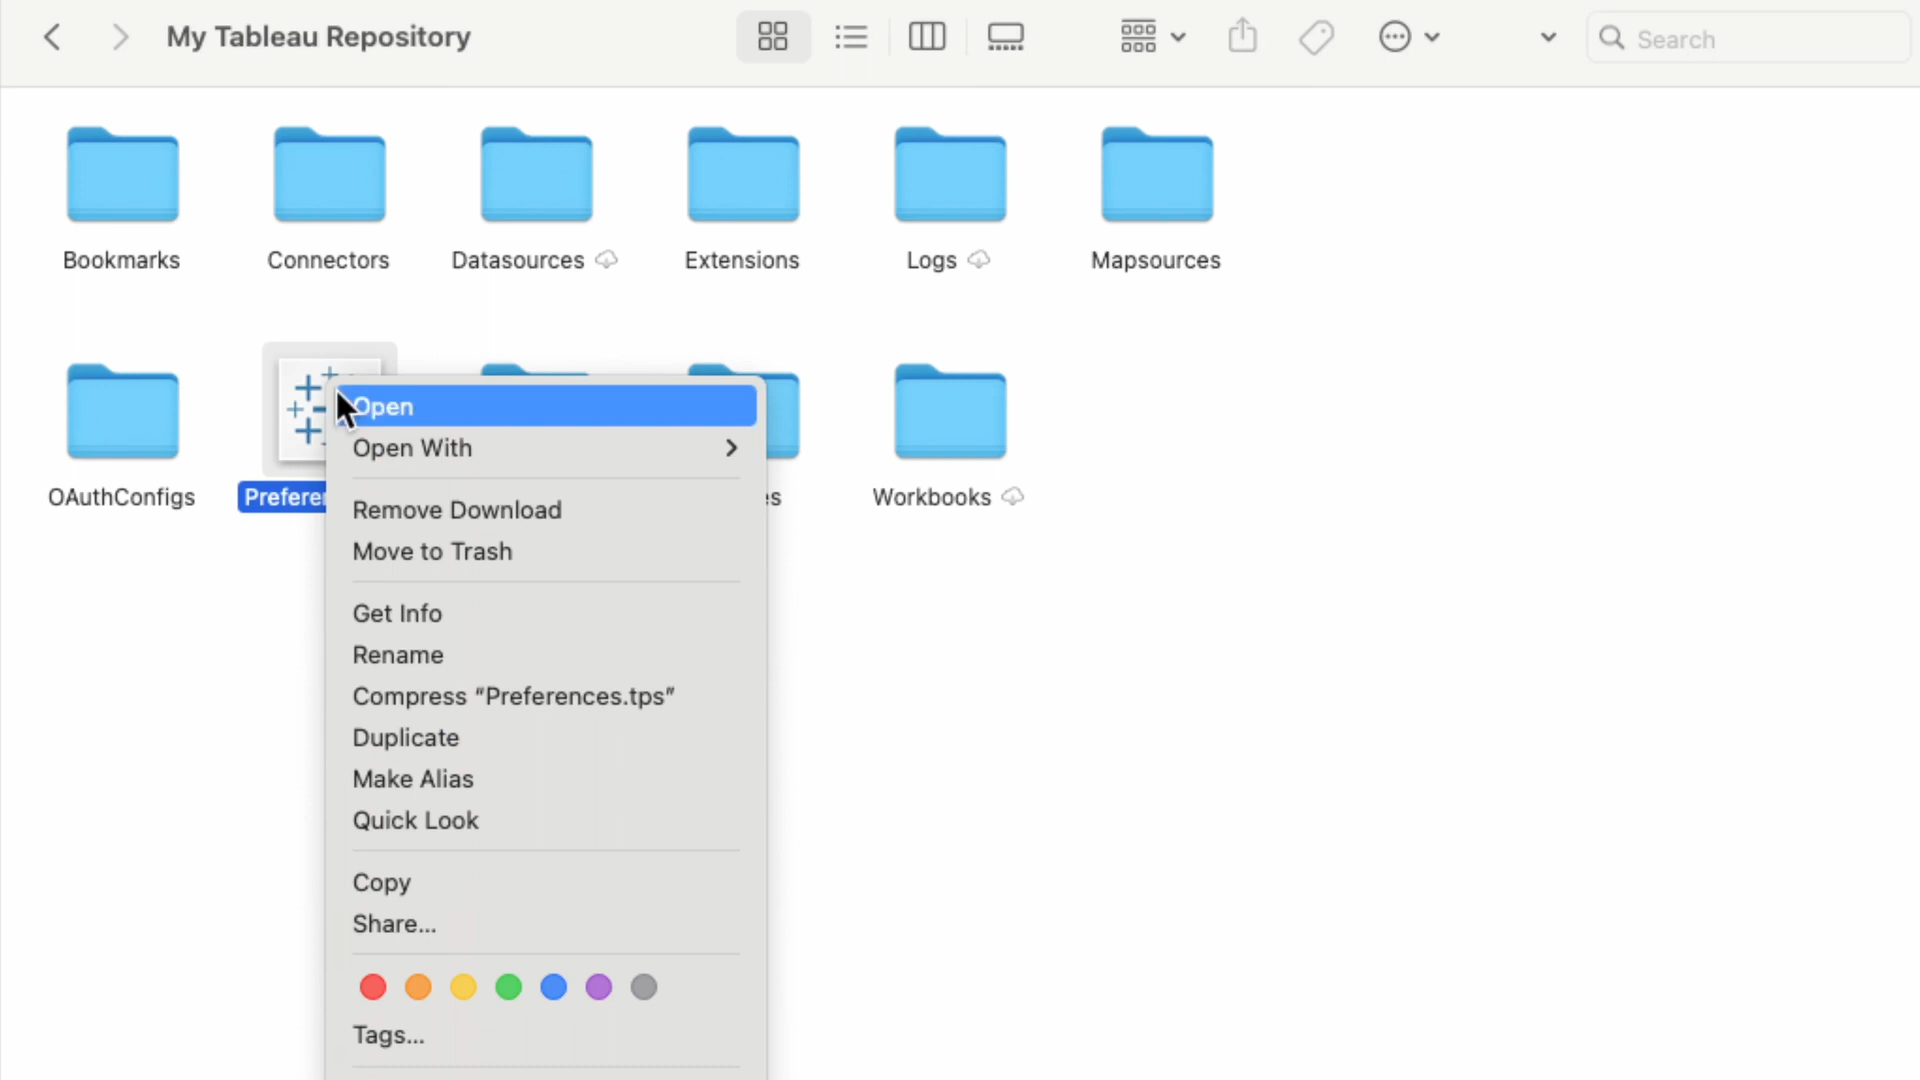 My Tableau Repository
Search
Bookmarks
Connectors
Datasources
Extensions
Logs
Mapsources
OAuthConfigs
Workbooks
Open
Open With
Remove Download
Move to Trash
Get Info
Rename
Compress “Preferences.tps”
Duplicate
Make Alias
Quick Look
Copy
Share...
Tags...